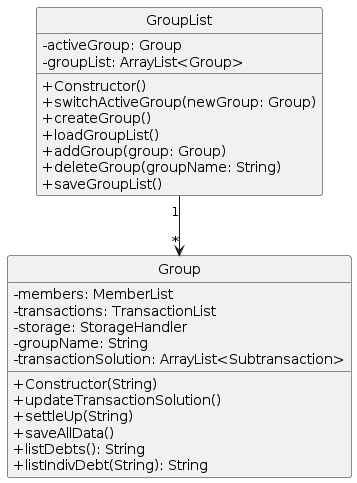 GroupList
-activeGroup: Group
-groupList: ArrayList<Group>
+Constructor()
+switchActiveGroup(newGroup: Group)
+createGroup()
+loadGroupList()
+addGroup(group: Group)
+deleteGroup(groupName: String)
+saveGroupList()
1
*
Group
-members: MemberList
-transactions: TransactionList
-storage: StorageHandler
-groupName: String
-transactionSolution: ArrayList<Subtransaction>
+Constructor(String)
+updateTransactionSolution()
+settleUp(String)
+saveAllData()
+listDebts(): String
+listIndivDebt(String): String